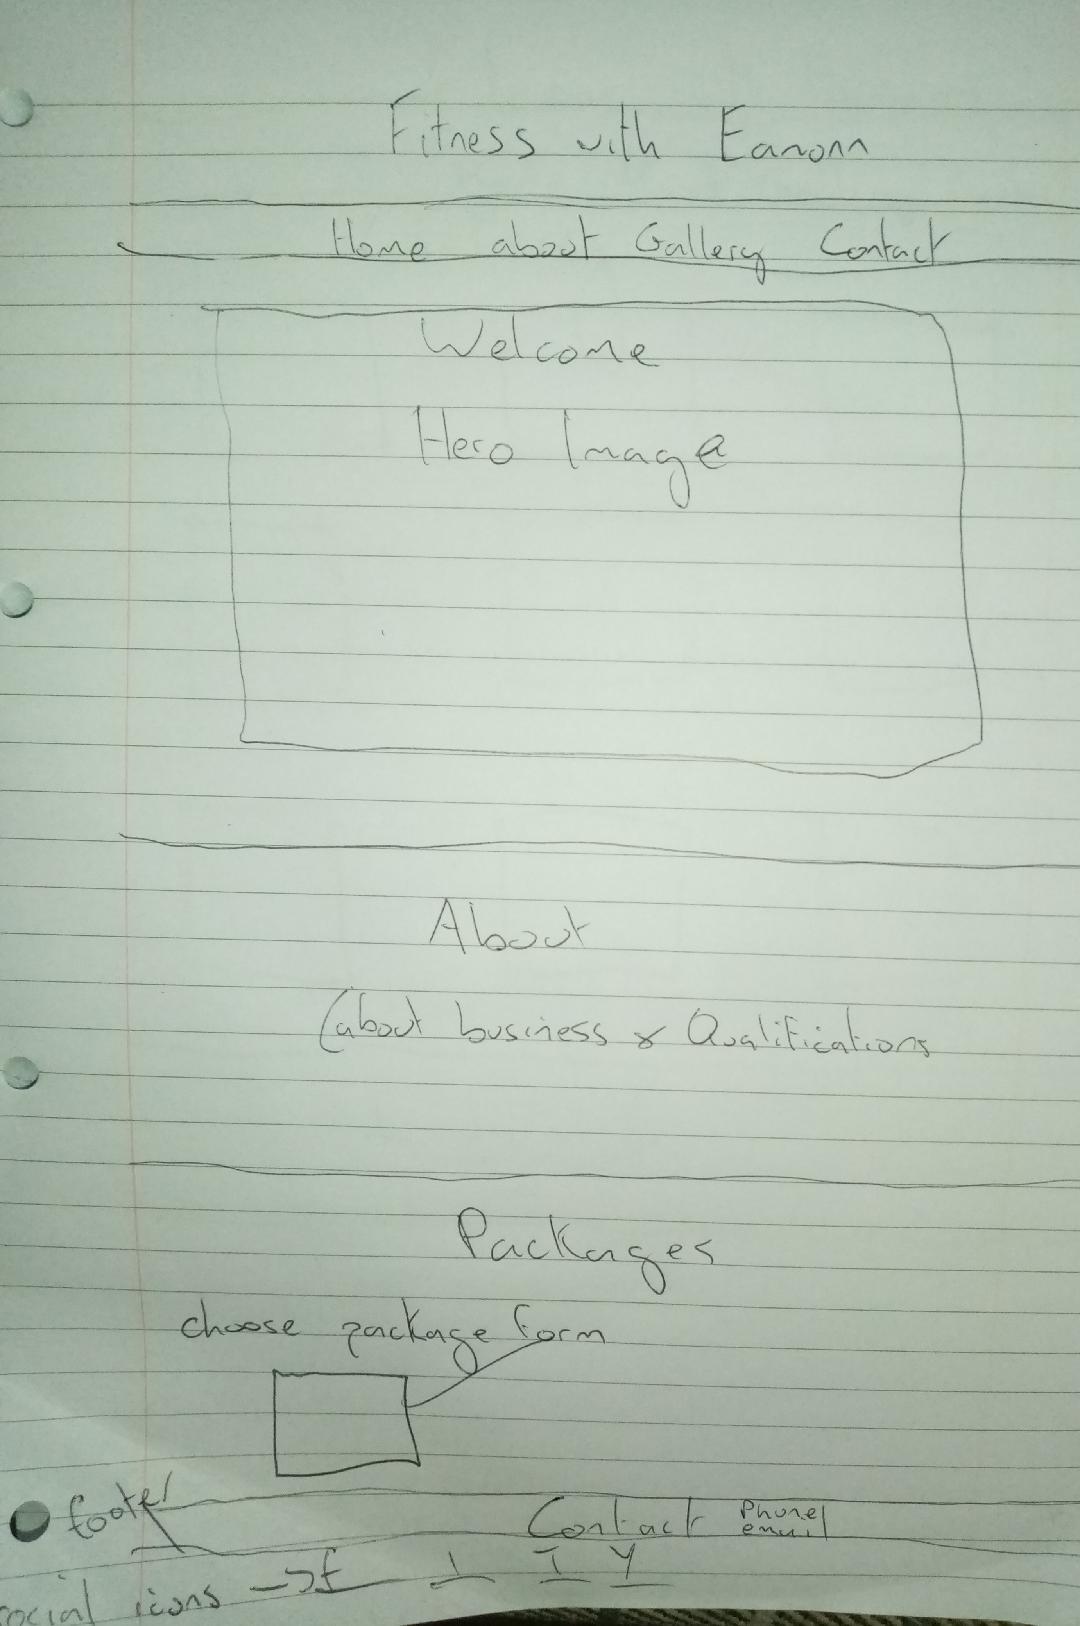 Fitness with Eamonn
Home about Gallery Contact
Welcome
Hero Image
About
(about business & Qualifications
Packages
choose package form
footer
Contact Phone/
email
social icons -> f I T Y